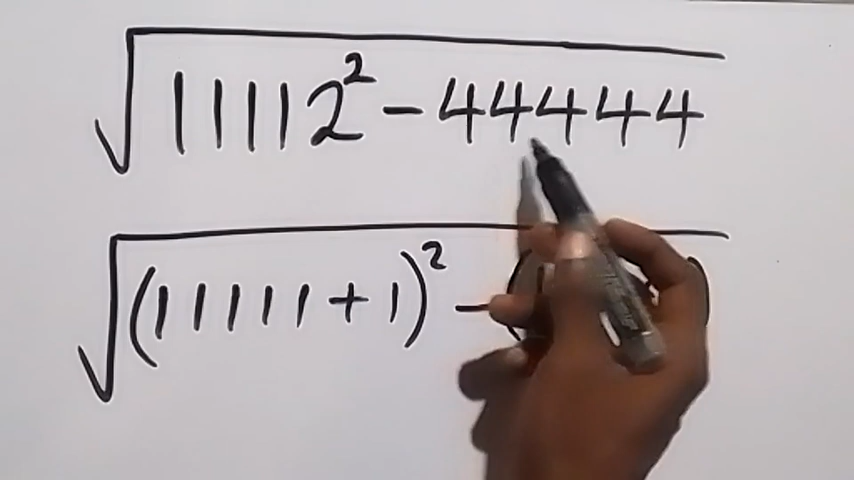 √11112² - 44444
√(11111 + 1)² - ( )